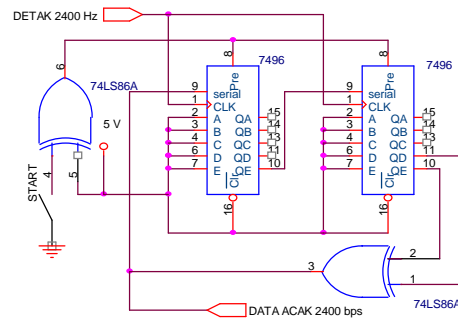 DETAK 2400 Hz
8
8
7496
7496
6
9
serial
Pre
1
CLK
2
A
QA
15
3
B
QB
14
4
C
QC
13
6
D
QD
11
7
E
QE
10
Clr
16
9
serial
Pre
1
CLK
2
A
QA
15
3
B
QB
14
4
C
QC
13
6
D
QD
11
7
E
QE
10
Clr
16
74LS86A
5 V
4
5
START
3
2
1
DATA ACAK 2400 bps
74LS86A